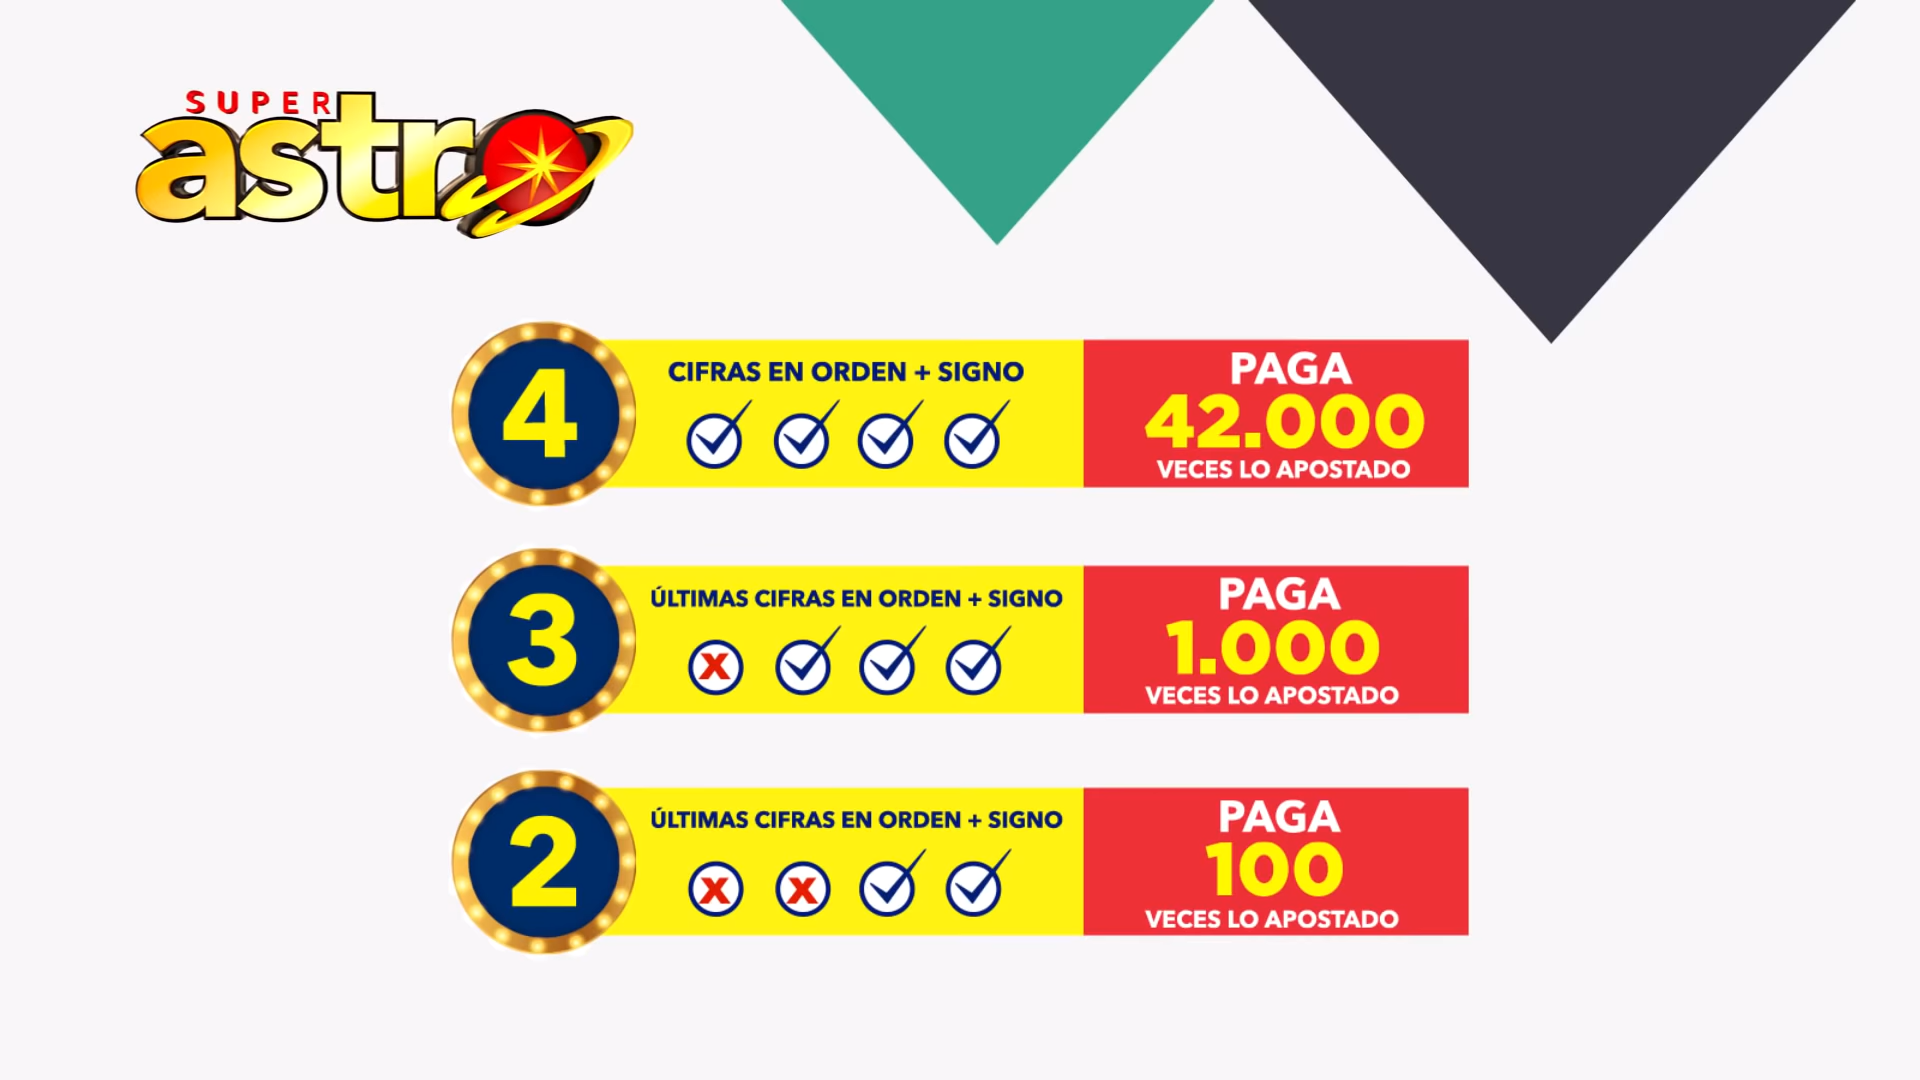 SUPER
astro
4
CIFRAS EN ORDEN + SIGNO
PAGA
42.000
VECES LO APOSTADO
3
ÚLTIMAS CIFRAS EN ORDEN + SIGNO
X
PAGA
1.000
VECES LO APOSTADO
2
ÚLTIMAS CIFRAS EN ORDEN + SIGNO
X X
PAGA
100
VECES LO APOSTADO